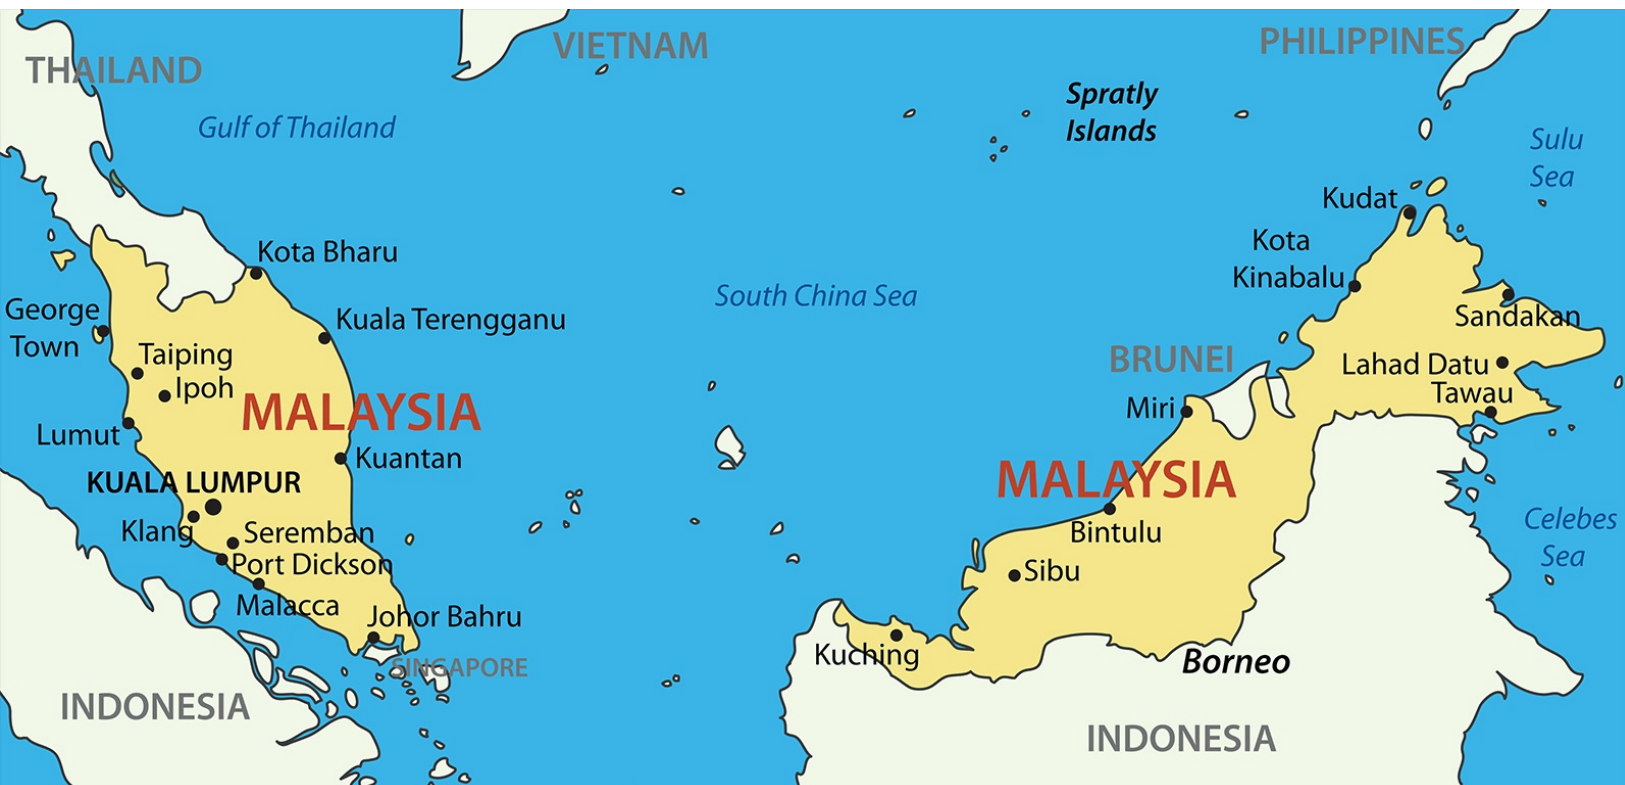 THAILAND
VIETNAM
PHILIPPINES
Gulf of Thailand
Spratly
Islands
Sulu
Sea
Kudat
Kota
Kinabalu
Kota Bharu
South China Sea
George
Town
Kuala Terengganu
Sandakan
Taiping
Ipoh
BRUNEI
Lahad Datu
Tawau
MALAYSIA
Miri
Lumut
Kuantan
KUALA LUMPUR
MALAYSIA
Klang
Seremban
Bintulu
Celebes
Sea
Port Dickson
Sibu
Malacca
Johor Bahru
Kuching
SINGAPORE
Borneo
INDONESIA
INDONESIA